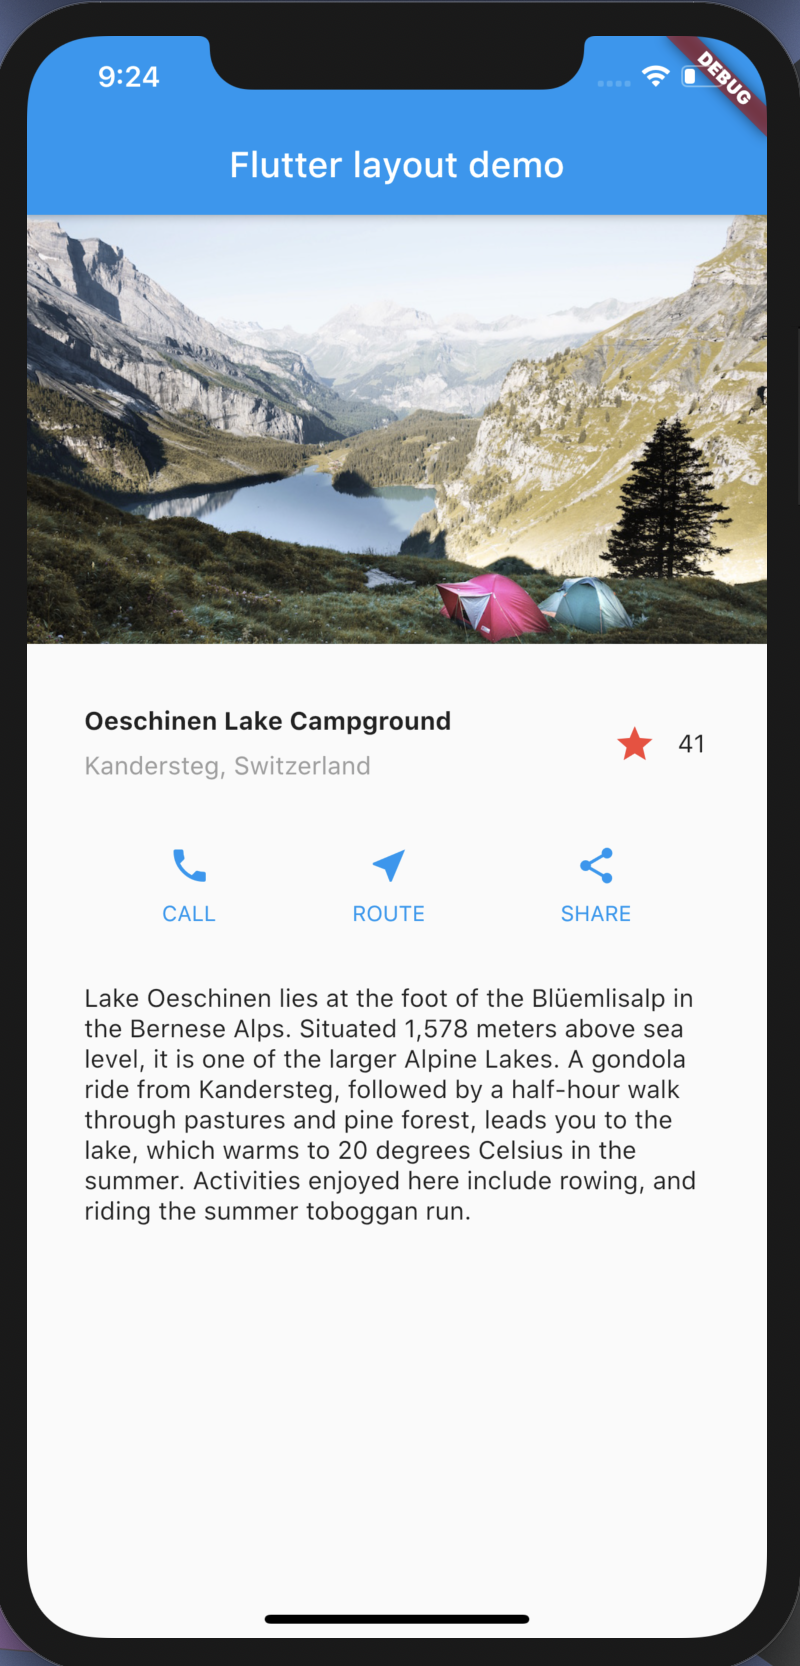 9:24
DEBUG
Flutter layout demo
Oeschinen Lake Campground
Kandersteg, Switzerland
41
CALL ROUTE SHARE
Lake Oeschinen lies at the foot of the Blüemlisalp in
the Bernese Alps. Situated 1,578 meters above sea
level, it is one of the larger Alpine Lakes. A gondola
ride from Kandersteg, followed by a half-hour walk
through pastures and pine forest, leads you to the
lake, which warms to 20 degrees Celsius in the
summer. Activities enjoyed here include rowing, and
riding the summer toboggan run.